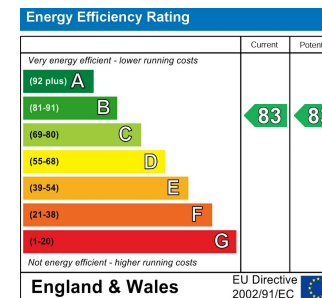 Energy Efficiency Rating
Current
Very energy efficient - lower running costs
(92 plus) A
(81-91) B
83
(69-80) C
(55-68) D
(39-54) E
(21-38) F
(1-20) G
Not energy efficient - higher running costs
England & Wales
EU Directive
2002/91/EC